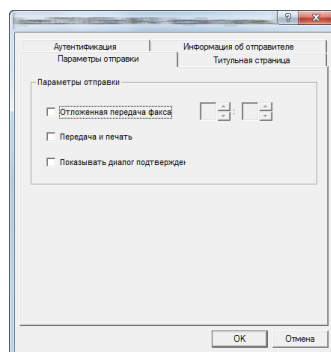 Аутентификация
Информация об отправителе
Параметры отправки
Титульная страница
Параметры отправки
Отложенная передача факса
:
Передача и печать
Показывать диалог подтвержден
OK
Отмена